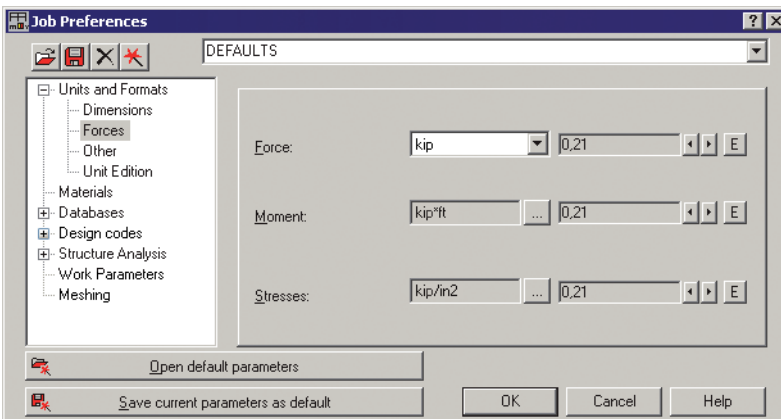 Job Preferences
DEFAULTS
Units and Formats
Dimensions
Forces
Other
Unit Edition
Materials
Databases
Design codes
Structure Analysis
Work Parameters
Meshing
Force: kip 0,21 E
Moment: kip*ft ... 0,21 E
Stresses: kip/in2 ... 0,21 E
Open default parameters
Save current parameters as default
OK Cancel Help